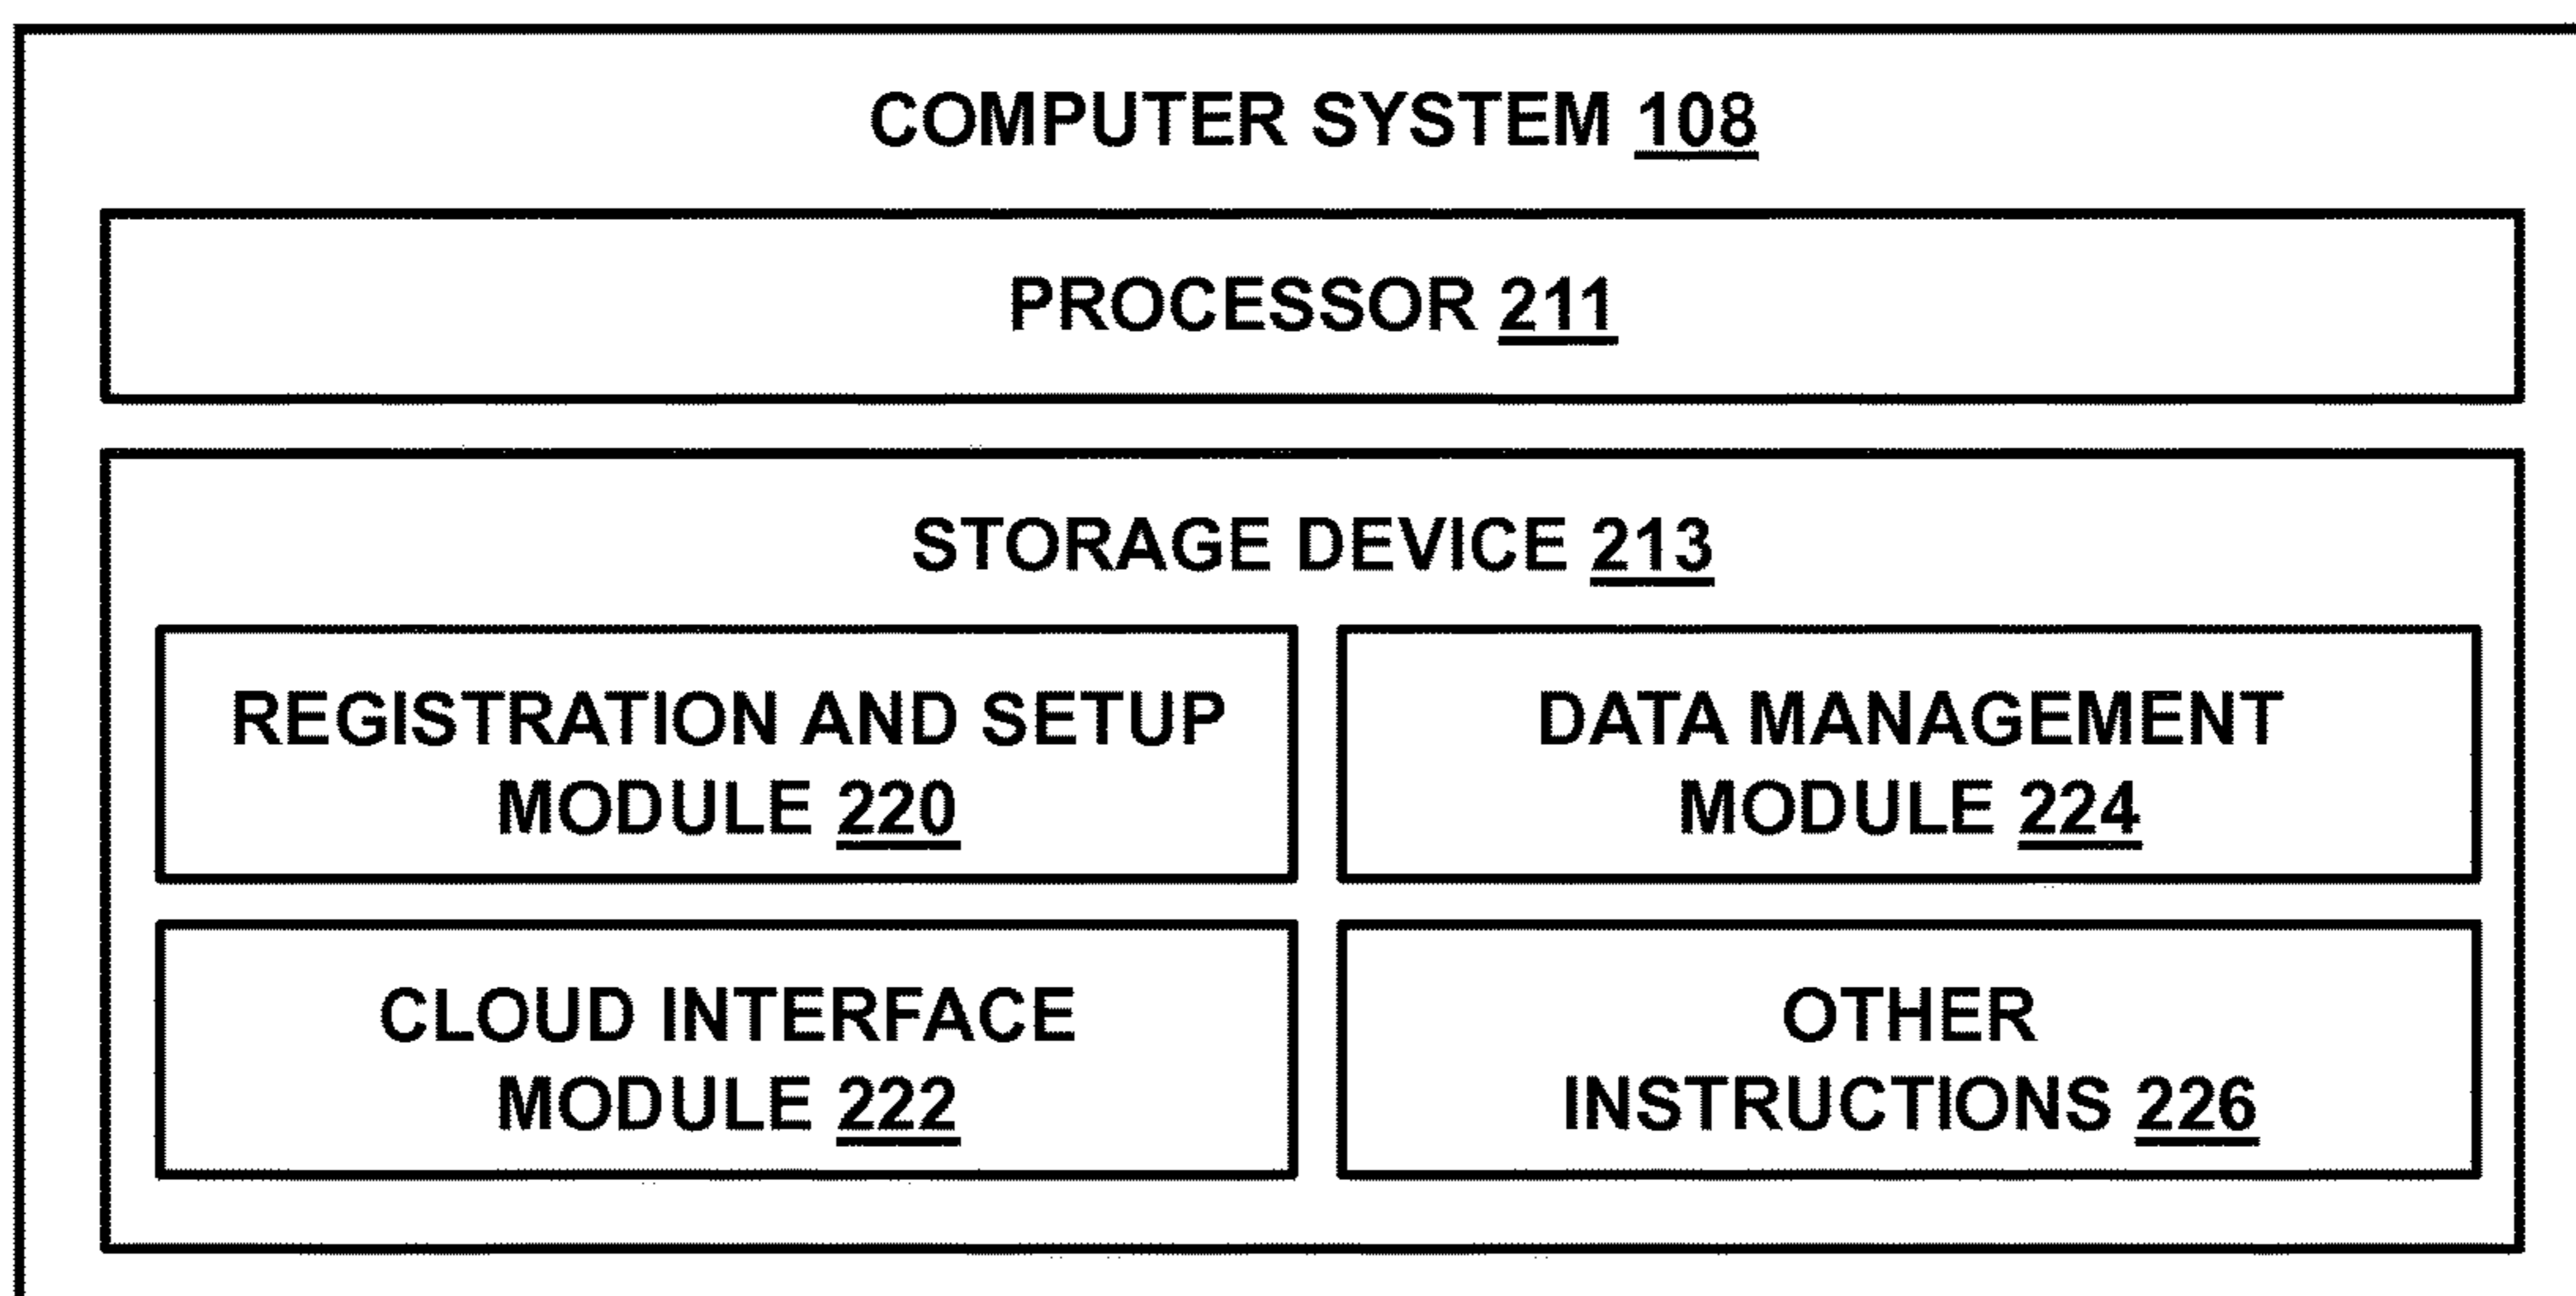 COMPUTER SYSTEM 108
PROCESSOR 211
STORAGE DEVICE 213
REGISTRATION AND SETUP
MODULE 220
DATA MANAGEMENT
MODULE 224
CLOUD INTERFACE
MODULE 222
OTHER
INSTRUCTIONS 226